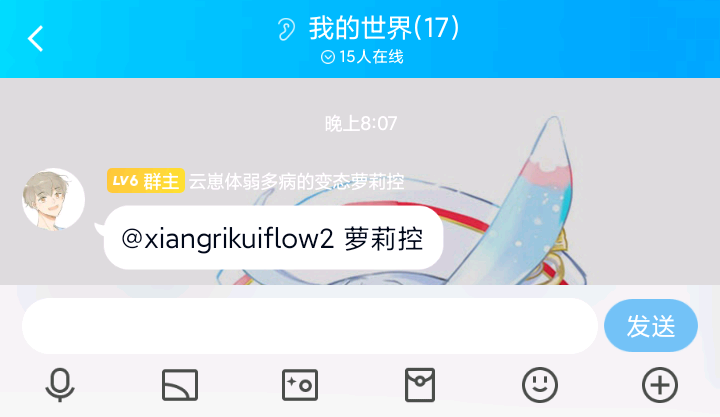 我的世界(17)
15人在线
晚上8:07
LV6 群主 云崽体弱多病的变态萝莉控
@xiangrikuiflow2 萝莉控
发送